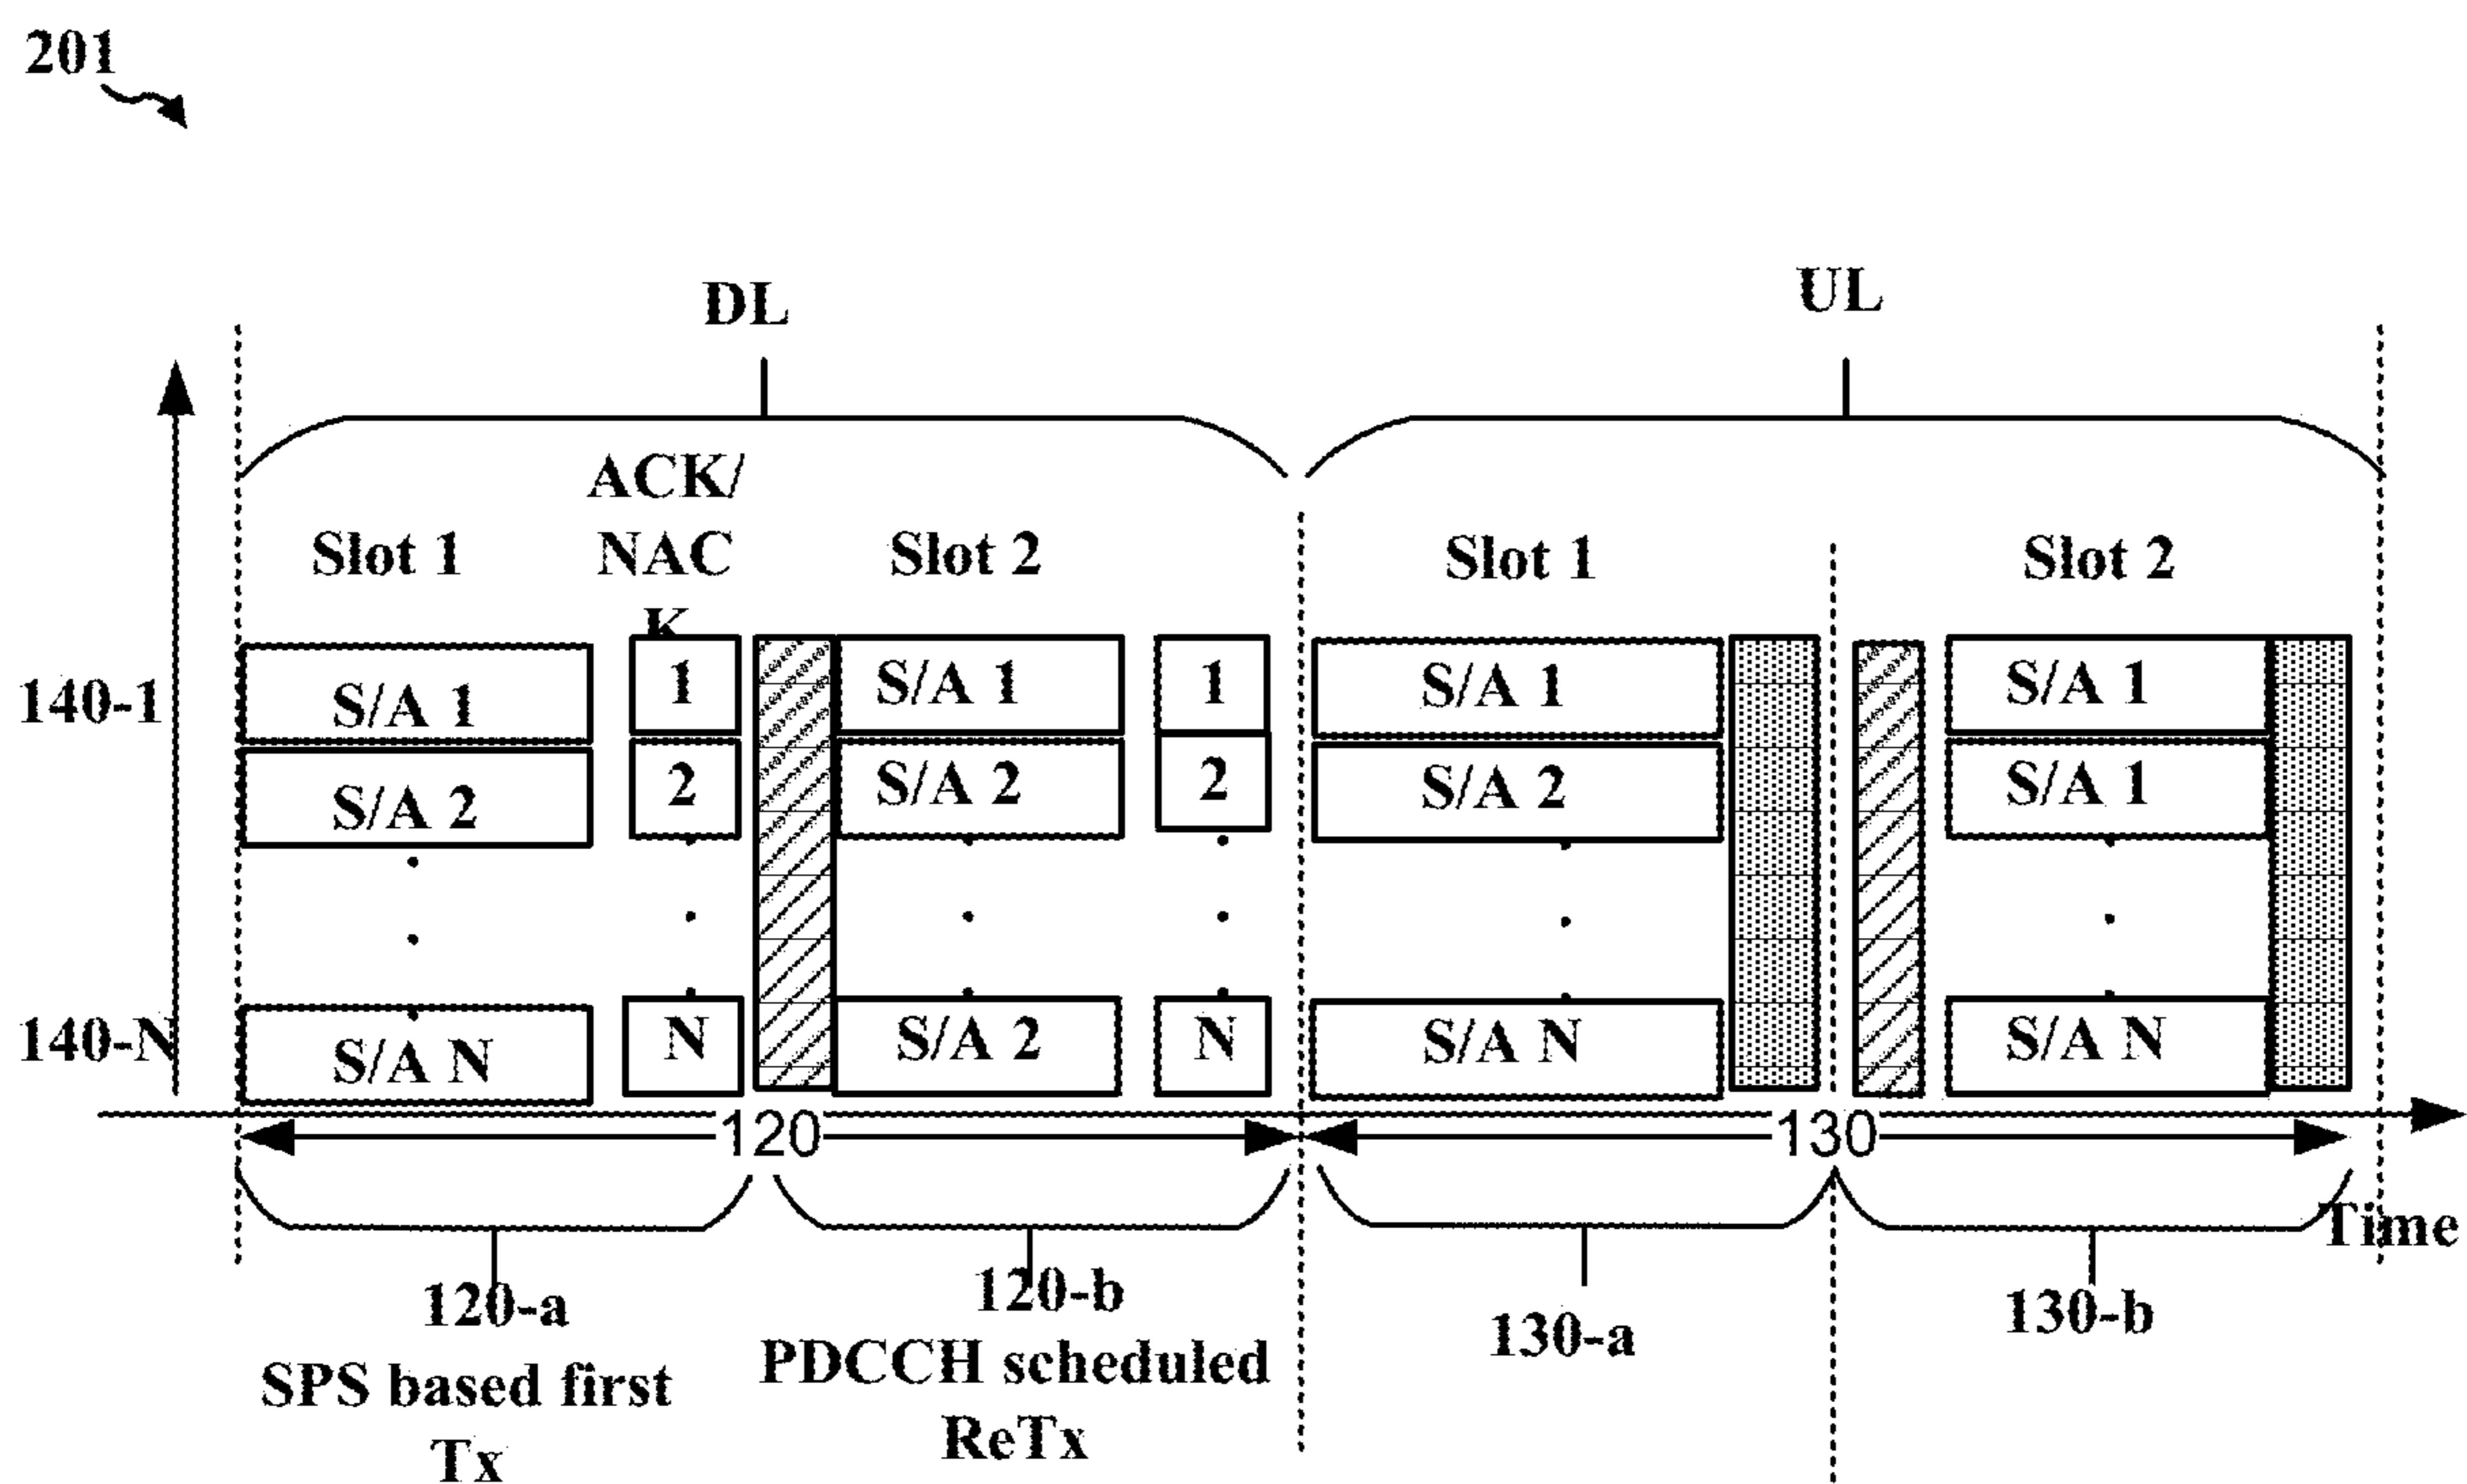 201
DL
UL
ACK/
NAC
K
Slot 1
Slot 2
Slot 1
Slot 2
140-1
S/A 1
1
S/A 1
1
S/A 1
S/A 1
S/A 2
2
S/A 2
2
S/A 2
S/A 1
140-N
S/A N
N
S/A 2
N
S/A N
S/A N
120
130
Time
120-a
SPS based first
Tx
120-b
PDCCH scheduled
ReTx
130-a
130-b